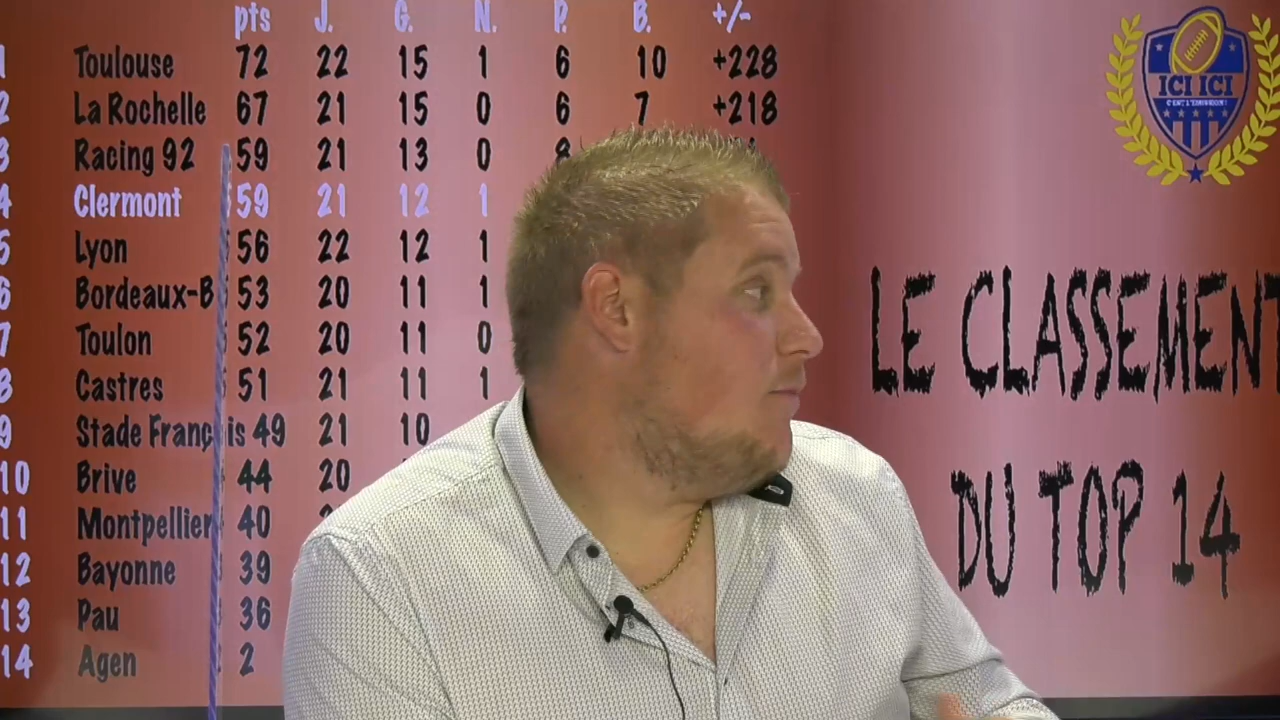 pts J. G. N. P. B. +/-
1 Toulouse 72 22 15 1 6 10 +228
2 La Rochelle 67 21 15 0 6 7 +218
3 Racing 92 59 21 13 0 8
4 Clermont 59 21 12 1
5 Lyon 56 22 12 1
6 Bordeaux-B 53 20 11 1
7 Toulon 52 20 11 0
8 Castres 51 21 11 1
9 Stade Français 49 21 10
10 Brive 44 20
11 Montpellier 40
12 Bayonne 39
13 Pau 36
14 Agen 2
ICI ICI
C'EST L'EMISSION!
LE CLASSEMENT
DU TOP 14